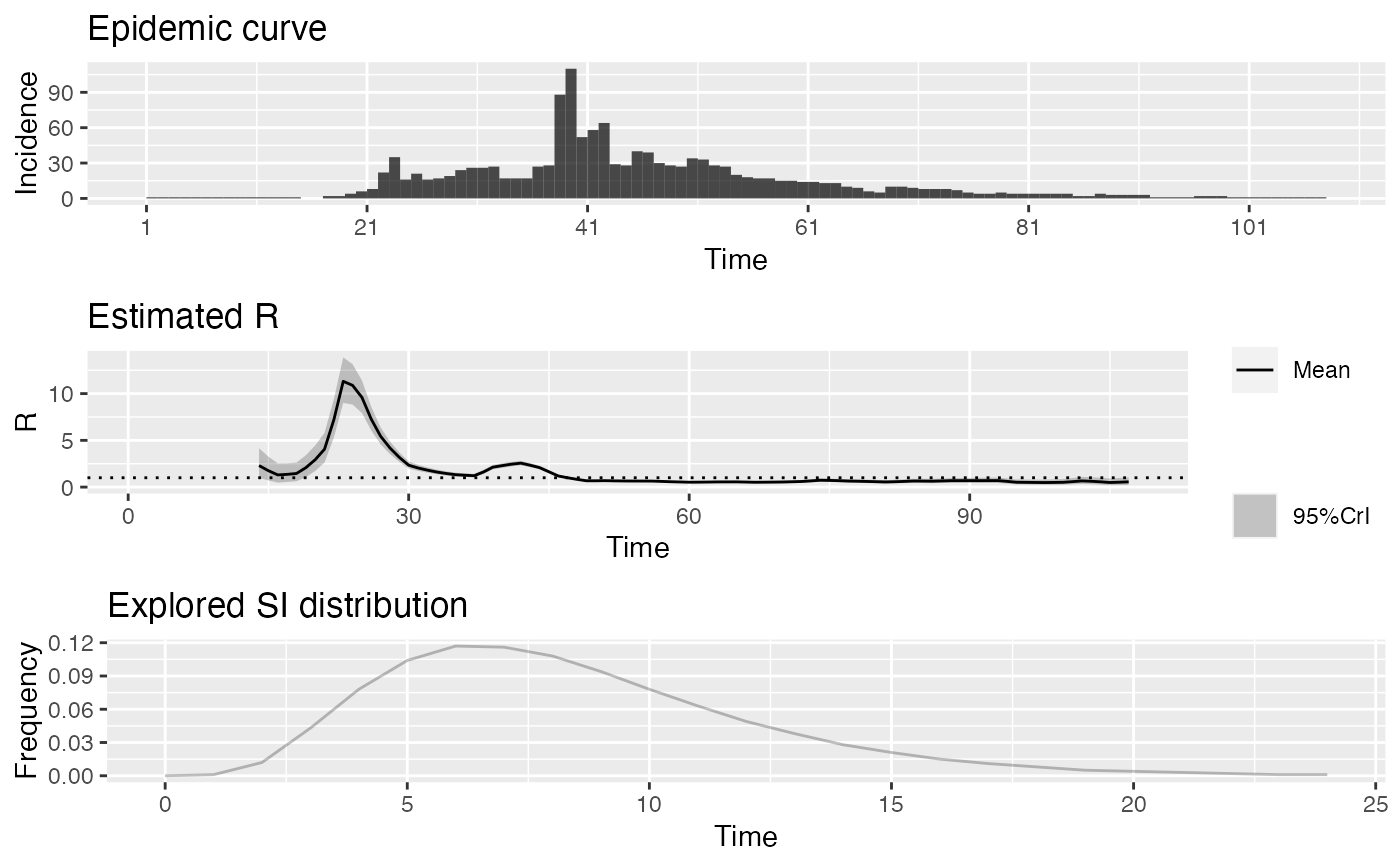 Epidemic curve
Incidence
90
60
30
0
1 21 41 61 81 101
Time
Estimated R
R
10
5
0
0 30 60 90
Time
Mean
95%CrI
Explored SI distribution
Frequency
0.12
0.09
0.06
0.03
0.00
0 5 10 15 20 25
Time